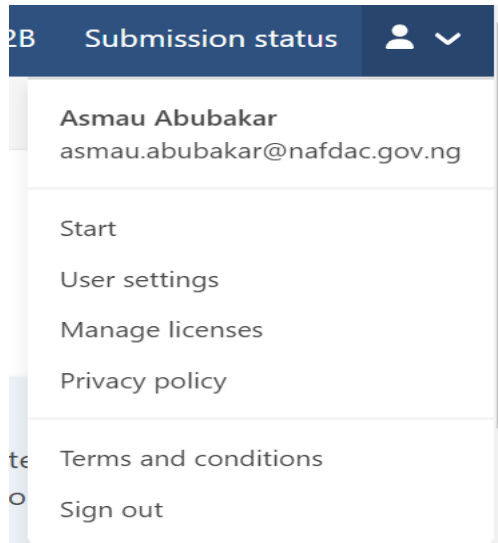 2B Submission status
Asmau Abubakar
asmau.abubakar@nafdac.gov.ng
Start
User settings
Manage licenses
Privacy policy
te Terms and conditions
o Sign out